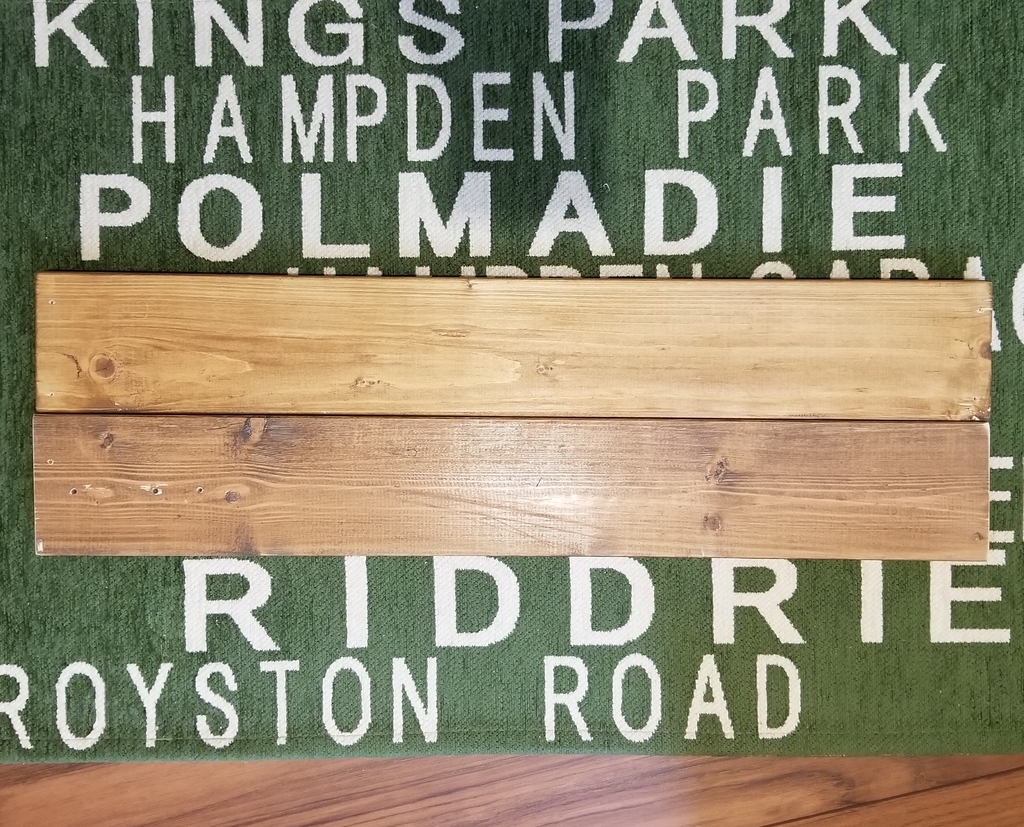 KINGS PARK
HAMPDEN PARK
POLMADIE
RIDDRIE
ROYSTON ROAD